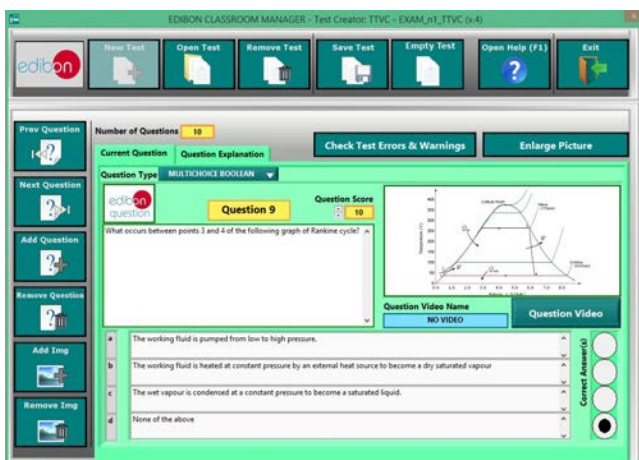 EDIBON CLASSROOM MANAGER - Test Creator: TTVC - EXAM_n1_TTVC (v.4)
edibon
New Test
Open Test
Remove Test
Save Test
Empty Test
Open Help (F1)
Exit
Prev Question
Next Question
Add Question
Remove Question
Add Img
Remove Img
Number of Questions 10
Check Test Errors & Warnings
Enlarge Picture
Current Question
Question Explanation
Question Type MULTICHOICE BOOLEAN
edibon
question
Question 9
Question Score
10
What occurs between points 3 and 4 of the following graph of Rankine cycle?
Question Video Name
NO VIDEO
Question Video
a The working fluid is pumped from low to high pressure.
b The working fluid is heated at constant pressure by an external heat source to become a dry saturated vapour
c The wet vapour is condensed at a constant pressure to become a saturated liquid.
d None of the above
Correct Answer(s)